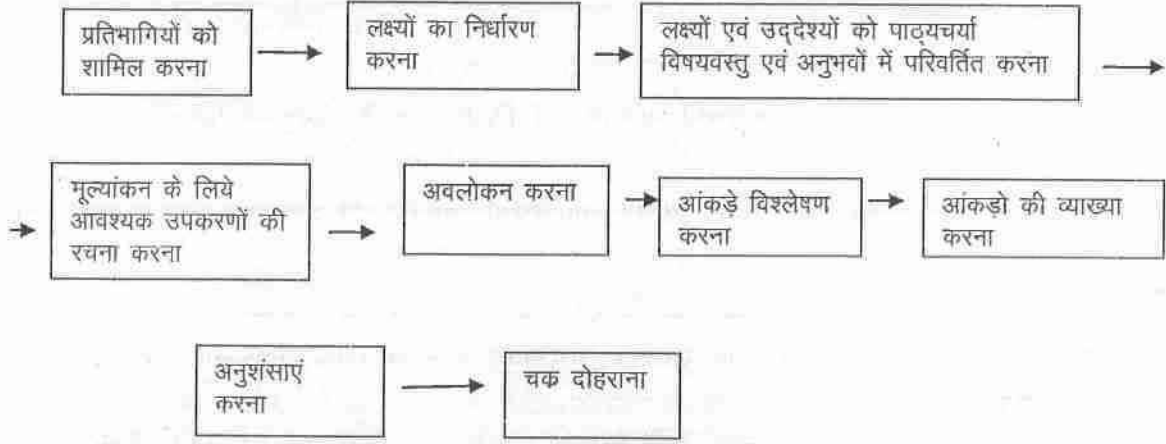 प्रतिभागियों को
शामिल करना
लक्ष्यों का निर्धारण
करना
लक्ष्यों एवं उद्‌देश्यों को पाठ्यचर्या
विषयवस्तु एवं अनुभवों में परिवर्तित करना
मूल्यांकन के लिये
आवश्यक उपकरणों की
रचना करना
अवलोकन करना
आंकड़े विश्लेषण
करना
आंकड़ो की व्याख्या
करना
अनुशंसाएं
करना
चक दोहराना